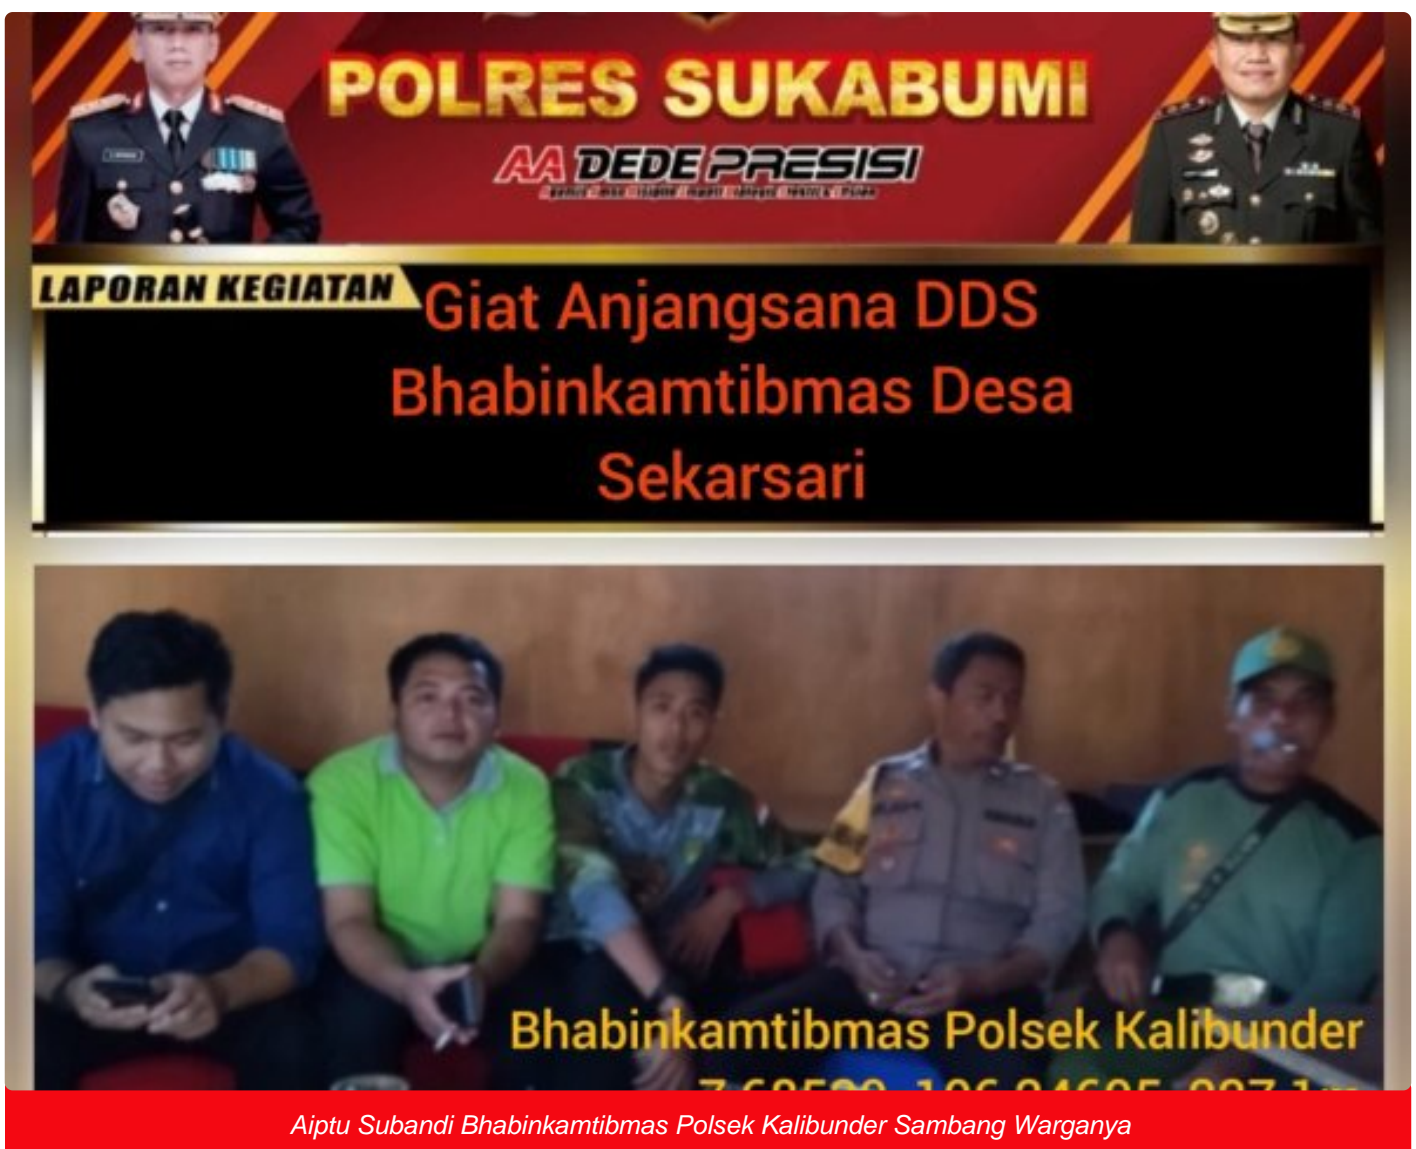 POLRES SUKABUMI
AA DEDE PRESISI
LAPORAN KEGIATAN
Giat Anjangsana DDS
Bhabinkamtibmas Desa
Sekarsari
Bhabinkamtibmas Polsek Kalibunder
Aiptu Subandi Bhabinkamtibmas Polsek Kalibunder Sambang Warganya